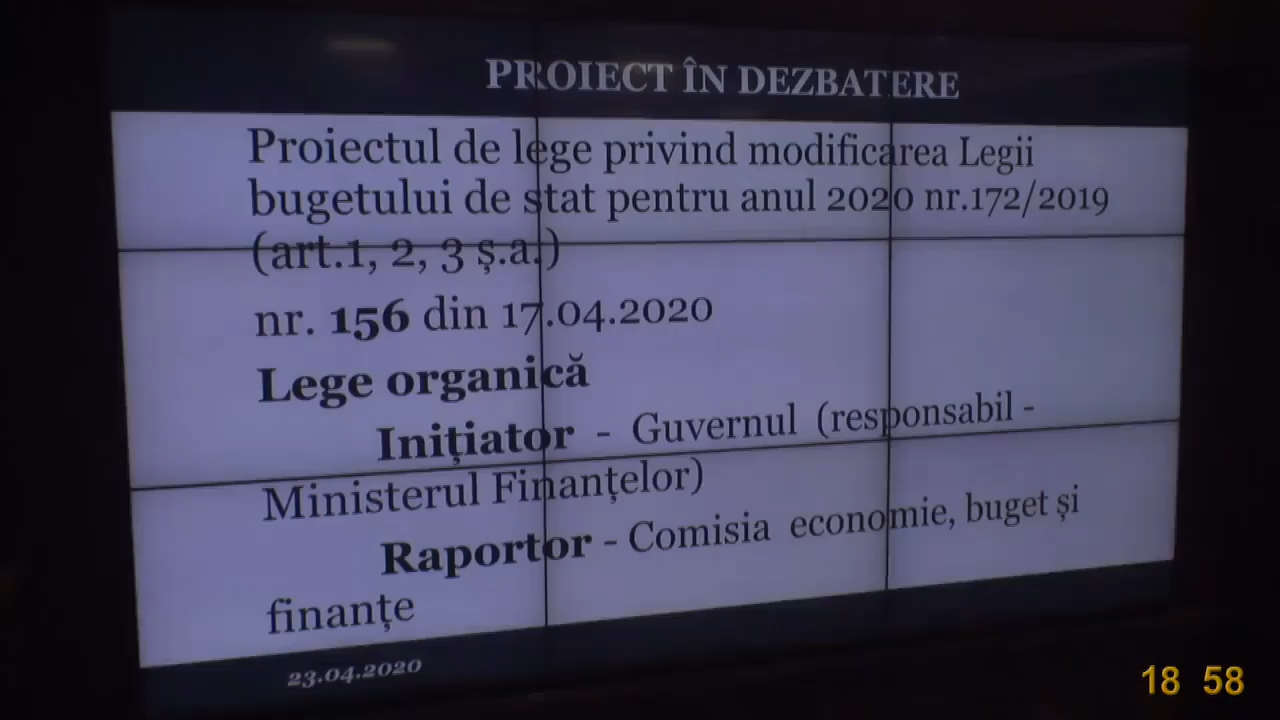 PROIECT ÎN DEZBATERE
Proiectul de lege privind modificarea Legii
bugetului de stat pentru anul 2020 nr.172/2019
(art.1, 2, 3 ș.a.)
nr. 156 din 17.04.2020
Lege organică
Inițiator - Guvernul (responsabil -
Ministerul Finanțelor)
Raportor - Comisia economie, buget și
finanțe
23.04.2020
18 58